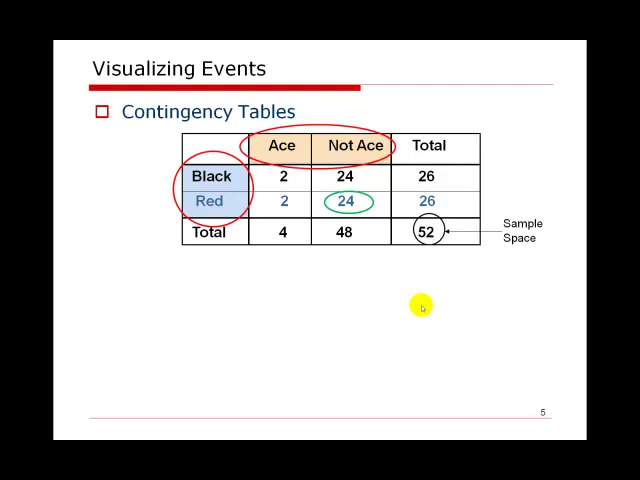 Visualizing Events
Contingency Tables
Ace Not Ace Total
Black 2 24 26
Red 2 24 26
Total 4 48 52
Sample
Space
5